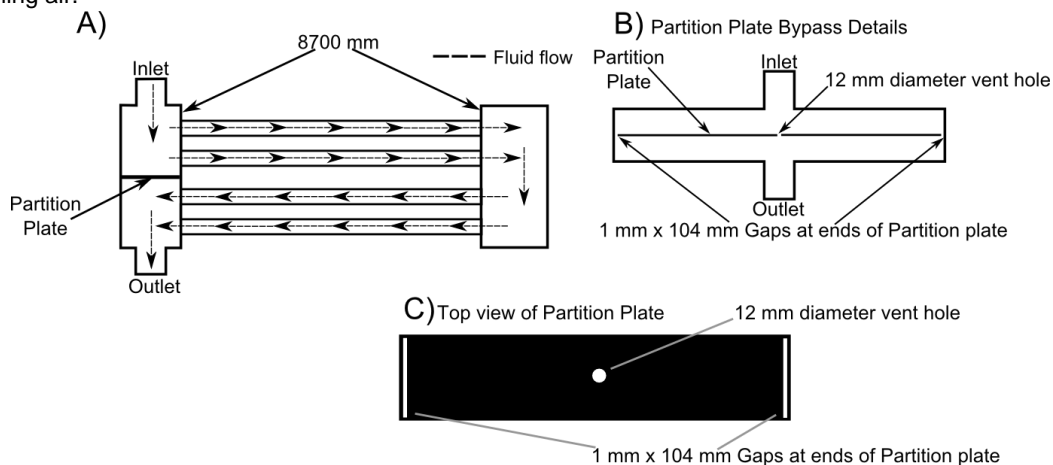 ning air.
A)
8700 mm
Fluid flow
Inlet
Partition
Plate
Outlet
B) Partition Plate Bypass Details
Inlet
Partition
Plate
12 mm diameter vent hole
Outlet
1 mm x 104 mm Gaps at ends of Partition plate
C) Top view of Partition Plate
12 mm diameter vent hole
1 mm x 104 mm Gaps at ends of Partition plate